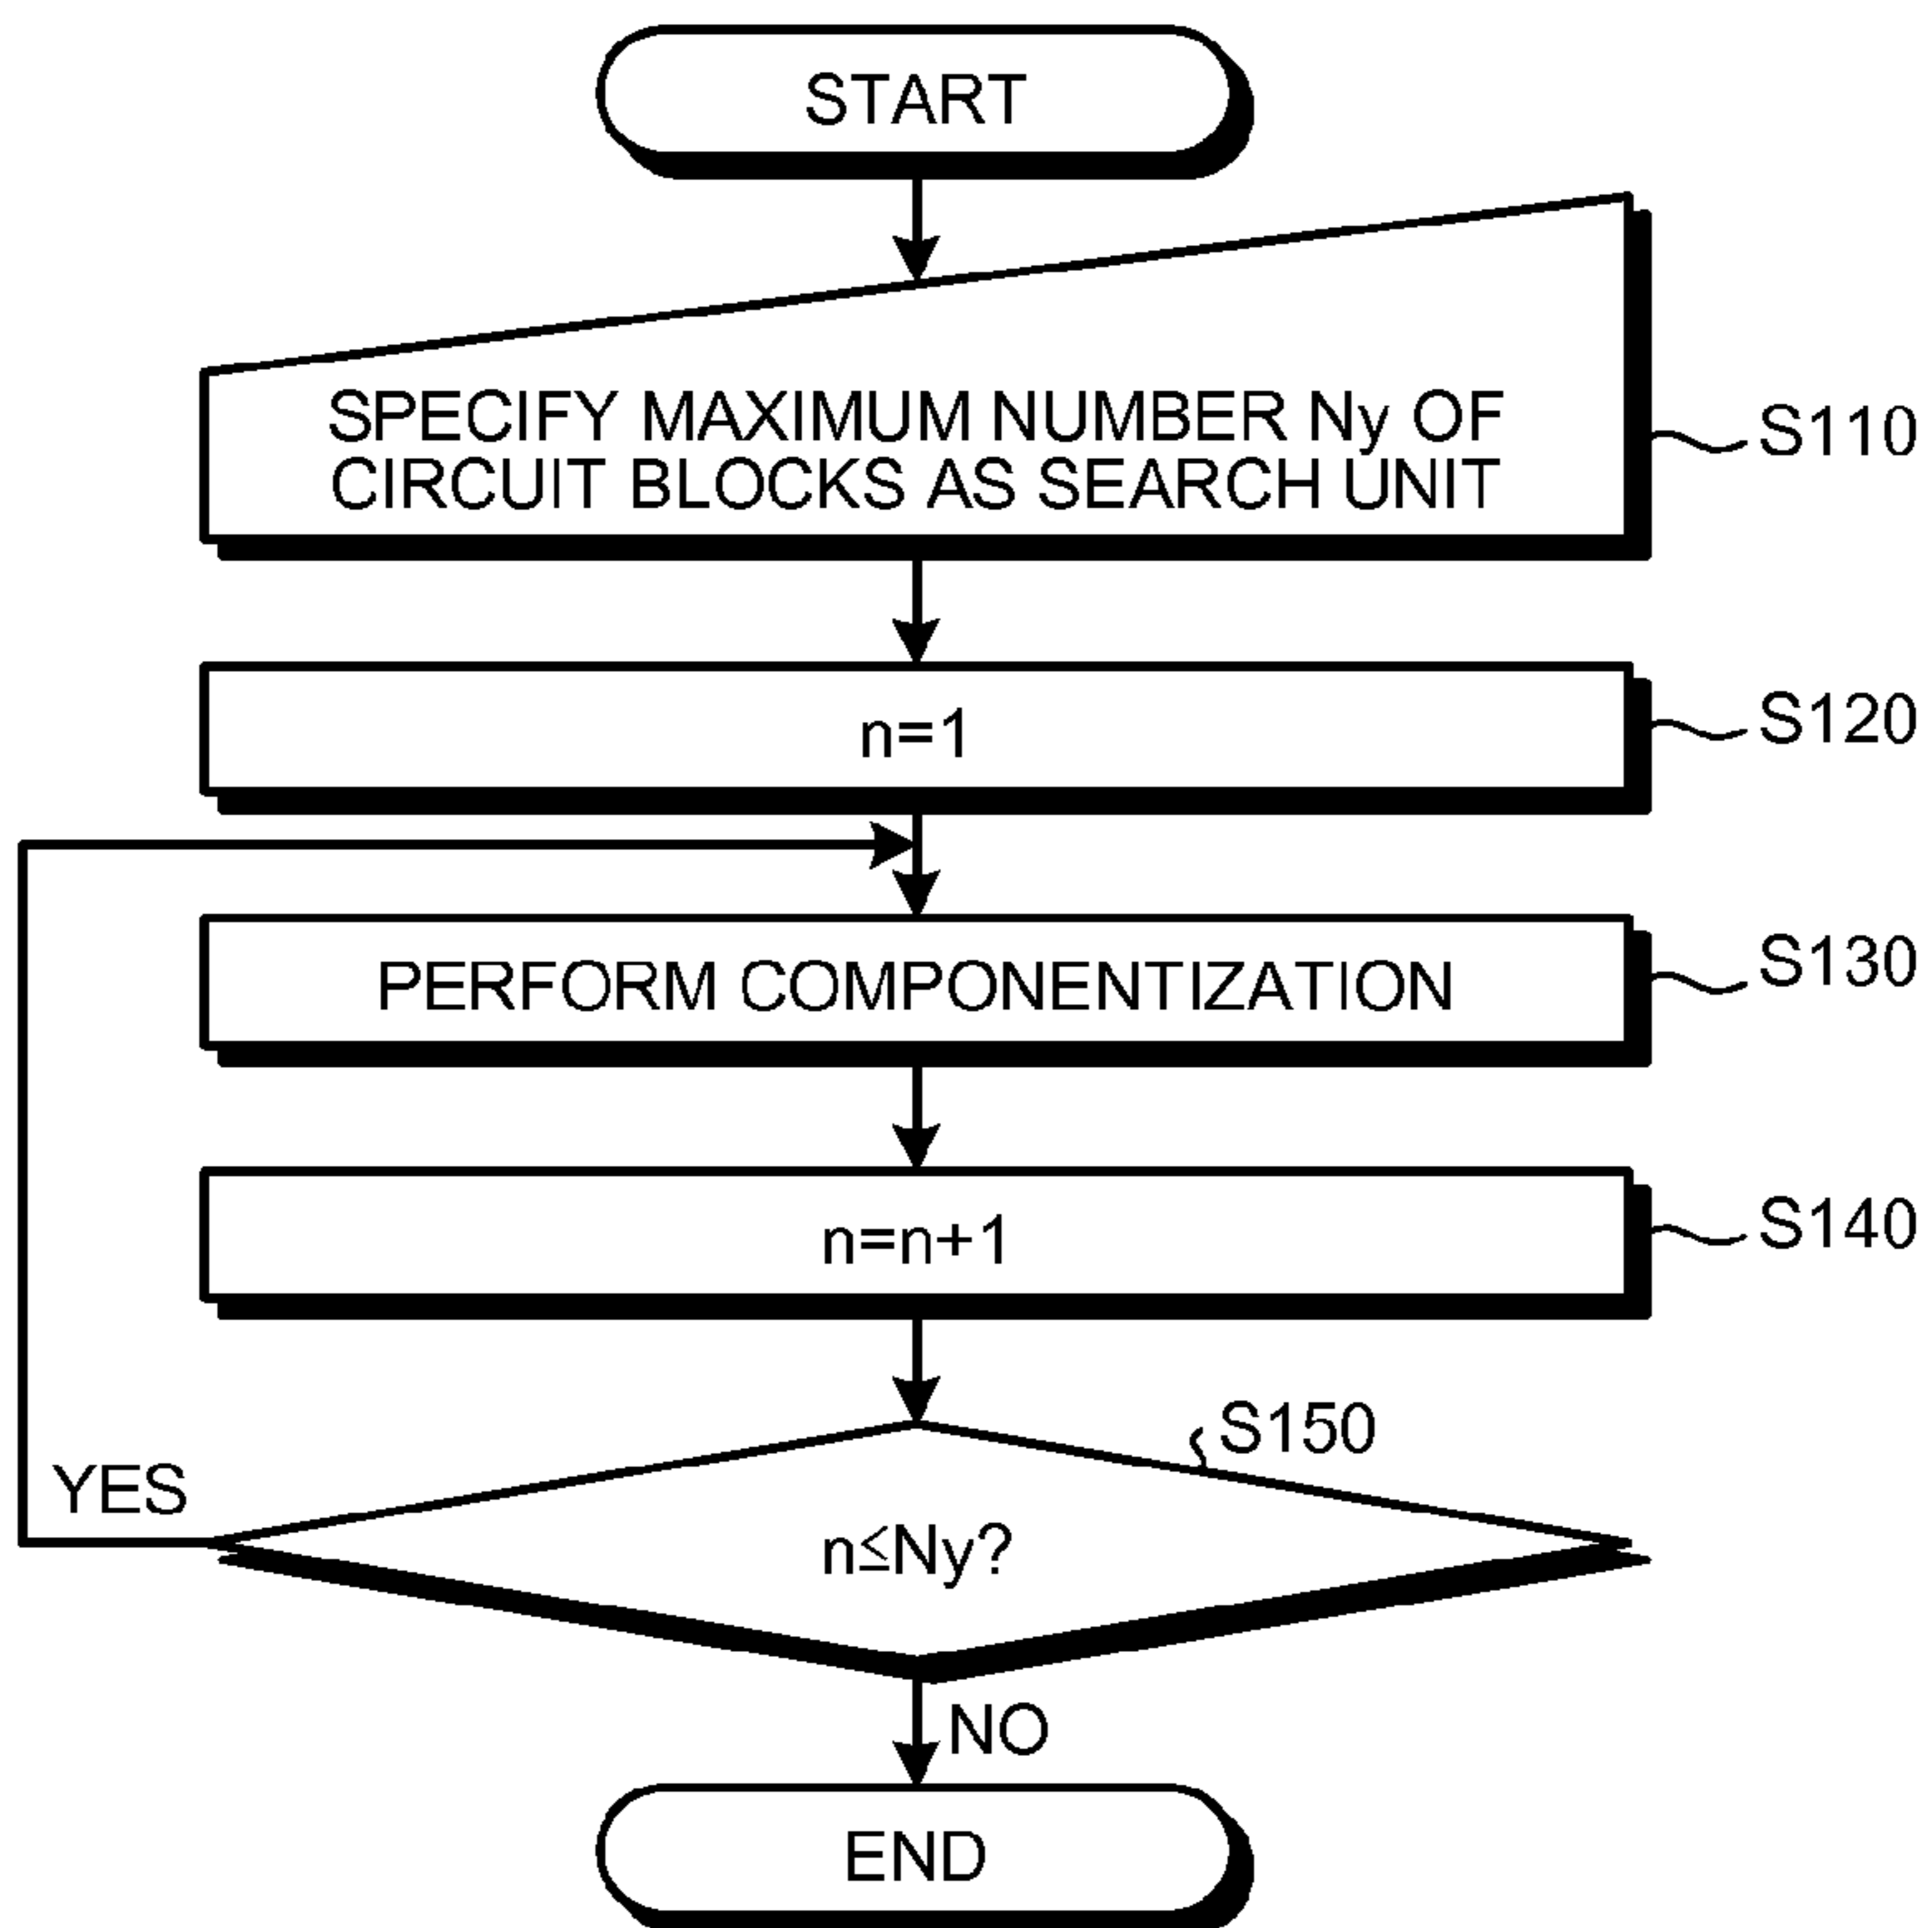 START
SPECIFY MAXIMUM NUMBER Ny OF
CIRCUIT BLOCKS AS SEARCH UNIT
S110
n=1
S120
PERFORM COMPONENTIZATION
S130
n=n+1
S140
S150
YES
n≤Ny?
NO
END